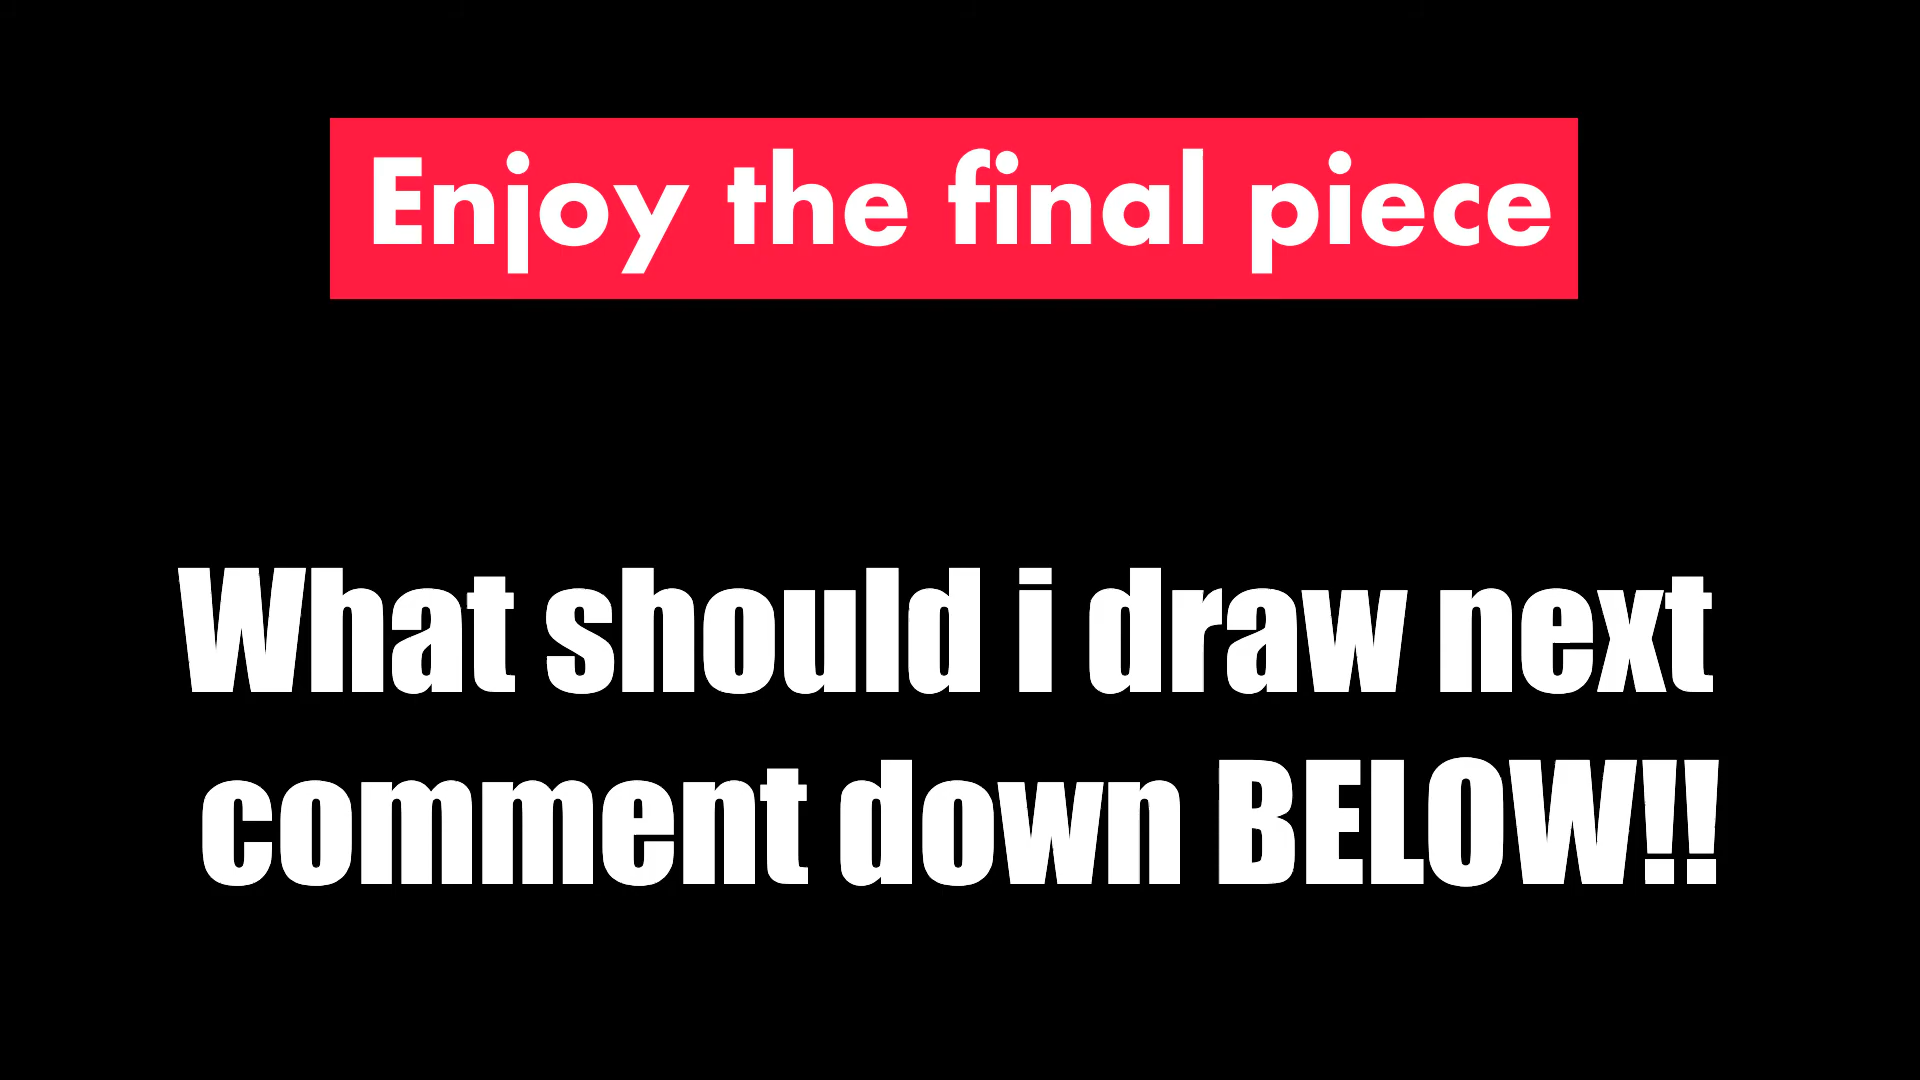 Enjoy the final piece
What should i draw next
comment down BELOW!!